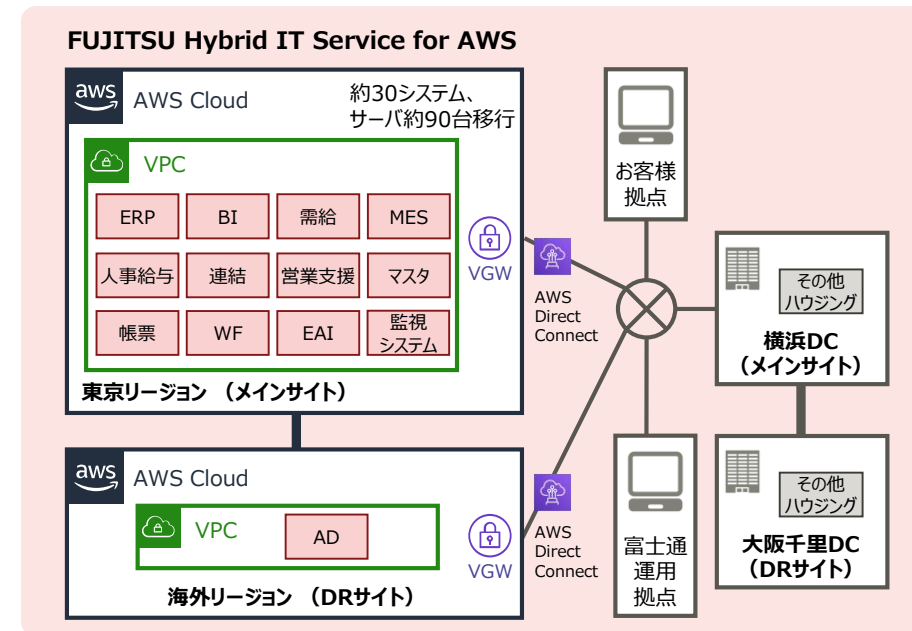 FUJITSU Hybrid IT Service for AWS
aws
AWS Cloud
約30システム、
サーバ約90台移行
VPC
ERP
BI
需給
MES
人事給与
連結
営業支援
マスタ
帳票
WF
EAI
監視
システム
VGW
東京リージョン （メインサイト）
AWS
Direct
Connect
お客様
拠点
その他
ハウジング
横浜DC
（メインサイト）
aws
AWS Cloud
VPC
AD
VGW
海外リージョン （DRサイト）
AWS
Direct
Connect
富士通
運用
拠点
その他
ハウジング
大阪千里DC
（DRサイト）